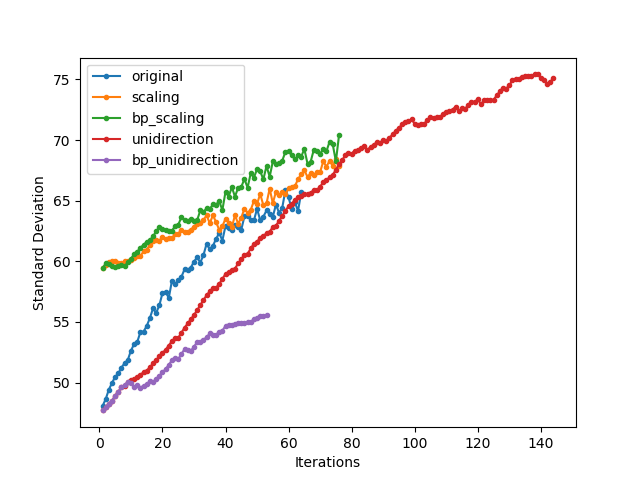 original
scaling
bp_scaling
unidirection
bp_unidirection
75
70
65
60
55
50
Standard Deviation
0 20 40 60 80 100 120 140
Iterations